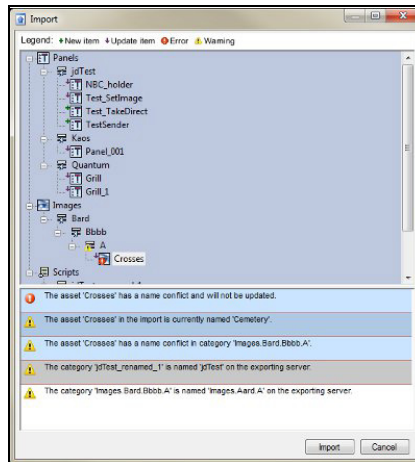 Import
Legend: New item Update item Error Warning
Panels
jdTest
NBC_holder
Test_SetImage
Test_TakeDirect
TestSender
Kaos
Panel_001
Quantum
Grill
Grill_1
Images
Bard
Bbbb
A
Crosses
Scripts
The asset 'Crosses' has a name conflict and will not be updated.
The asset 'Crosses' in the import is currently named 'Cemetery'.
The asset 'Crosses' has a name conflict in category 'Images.Bard.Bbbb.A'.
The category 'jdTest_renamed_1' is named 'jdTest' on the exporting server.
The category 'Images.Bard.Bbbb.A' is named 'Images.Aard.A' on the exporting server.
Import Cancel